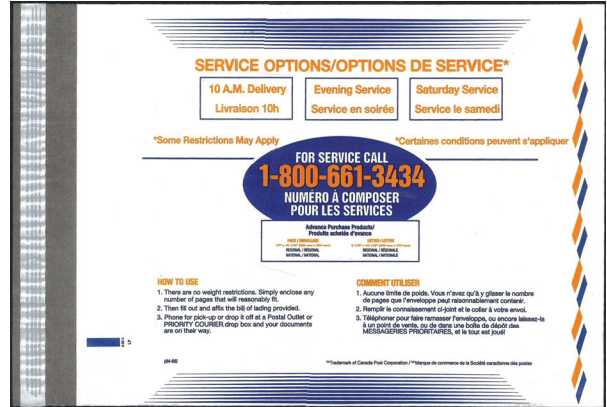 SERVICE OPTIONS/OPTIONS DE SERVICE*
10 A.M. Delivery
Livraison 10h
Evening Service
Service en soirée
Saturday Service
Service le samedi
*Some Restrictions May Apply
*Certaines conditions peuvent s'appliquer
FOR SERVICE CALL
1-800-661-3434
NUMÉRO À COMPOSER
POUR LES SERVICES
Advance Purchase Products/
Produits achetés d'avance
PACK / EMBALLAGE
REGIONAL / RÉGIONAL
NATIONAL / NATIONAL
LETTER / LETTRE
REGIONAL / RÉGIONALE
NATIONAL / NATIONALE
HOW TO USE
1. There are no weight restrictions. Simply enclose any
number of pages that will reasonably fit.
2. Then fill out and affix the bill of lading provided.
3. Phone for pick-up or drop it off at a Postal Outlet or
PRIORITY COURIER drop box and your documents
are on their way.
COMMENT UTILISER
1. Aucune limite de poids. Vous n'avez qu'à y glisser le nombre
de pages que l'enveloppe peut raisonnablement contenir.
2. Remplir le connaissement ci-joint et le coller à votre envoi.
3. Téléphoner pour faire ramasser l'enveloppe, ou encore laissez-la
à un point de vente, ou de dans une boîte de dépôt des
MESSAGERIES PRIORITAIRES, et le tour est joué!
™Trademark of Canada Post Corporation / ™Marque de commerce de la Société canadienne des postes